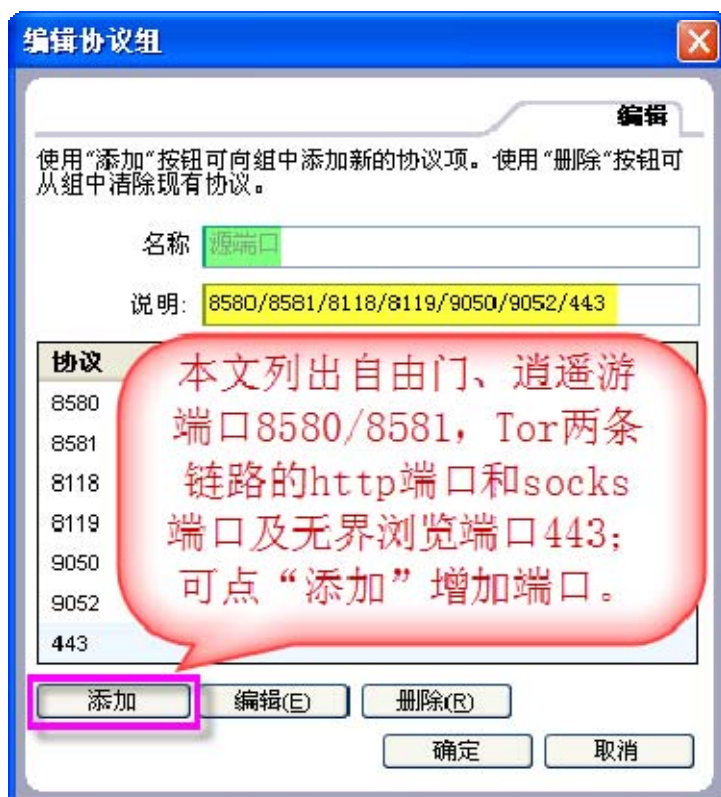 编辑协议组
编辑
使用“添加”按钮可向组中添加新的协议项。使用“删除”按钮可
从组中清除现有协议。
名称 源端口
说明: 8580/8581/8118/8119/9050/9052/443
协议
8580
8581
8118
8119
9050
9052
443
本文列出自由门、逍遥游
端口8580/8581，Tor两条
链路的http端口和socks
端口及无界浏览端口443；
可点“添加”增加端口。
添加 编辑(E) 删除(R)
确定 取消